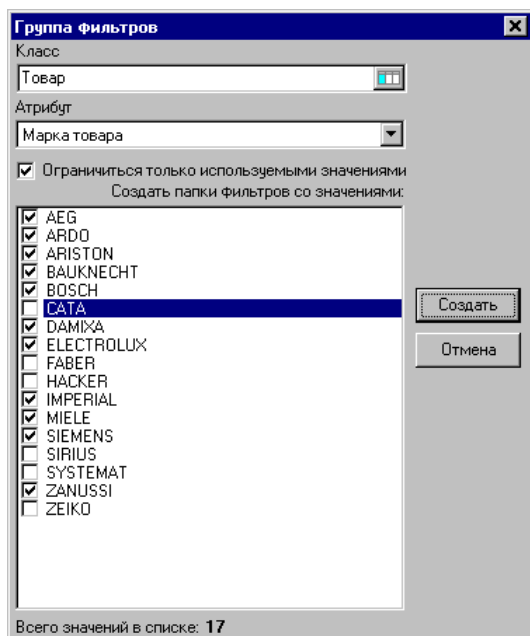 Группа фильтров
Класс
Товар
Атрибут
Марка товара
Ограничиться только используемыми значениями
Создать папки фильтров со значениями:
AEG
ARDO
ARISTON
BAUKNECHT
BOSCH
CATA
DAMIXA
ELECTROLUX
FABER
HACKER
IMPERIAL
MIELE
SIEMENS
SIRIUS
SYSTEMAT
ZANUSSI
ZEIKO
Создать
Отмена
Всего значений в списке: 17